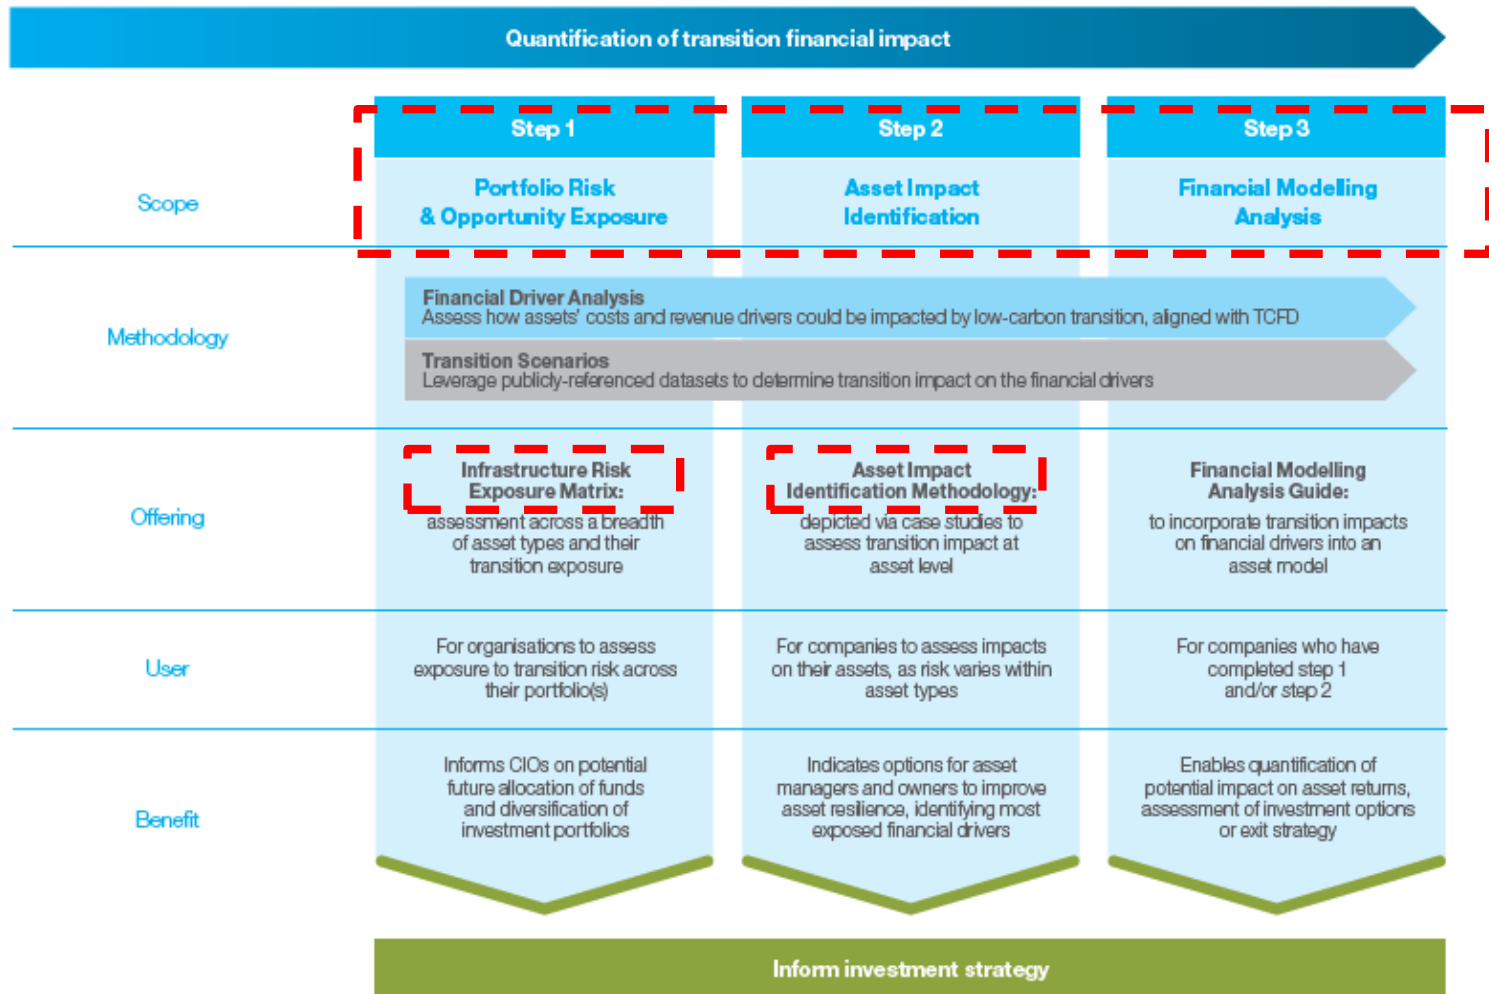 Quantification of transition financial impact
Step 1
Step 2
Step 3
Scope
Portfolio Risk
& Opportunity Exposure
Asset Impact
Identification
Financial Modelling
Analysis
Methodology
Financial Driver Analysis
Assess how assets' costs and revenue drivers could be impacted by low-carbon transition, aligned with TCFD
Transition Scenarios
Leverage publicly-referenced datasets to determine transition impact on the financial drivers
Offering
Infrastructure Risk
Exposure Matrix:
assessment across a breadth
of asset types and their
transition exposure
Asset Impact
Identification Methodology:
depicted via case studies to
assess transition impact at
asset level
Financial Modelling
Analysis Guide:
to incorporate transition impacts
on financial drivers into an
asset model
User
For organisations to assess
exposure to transition risk across
their portfolio(s)
For companies to assess impacts
on their assets, as risk varies within
asset types
For companies who have
completed step 1
and/or step 2
Benefit
Informs CIOs on potential
future allocation of funds
and diversification of
investment portfolios
Indicates options for asset
managers and owners to improve
asset resilience, identifying most
exposed financial drivers
Enables quantification of
potential impact on asset returns,
assessment of investment options
or exit strategy
Inform investment strategy